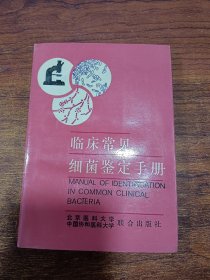 临床常见
细菌鉴定手册
MANUAL OF IDENTIFICATION
IN COMMON CLINICAL
BACTERIA
北京医科大学
中国协和医科大学 联合出版社